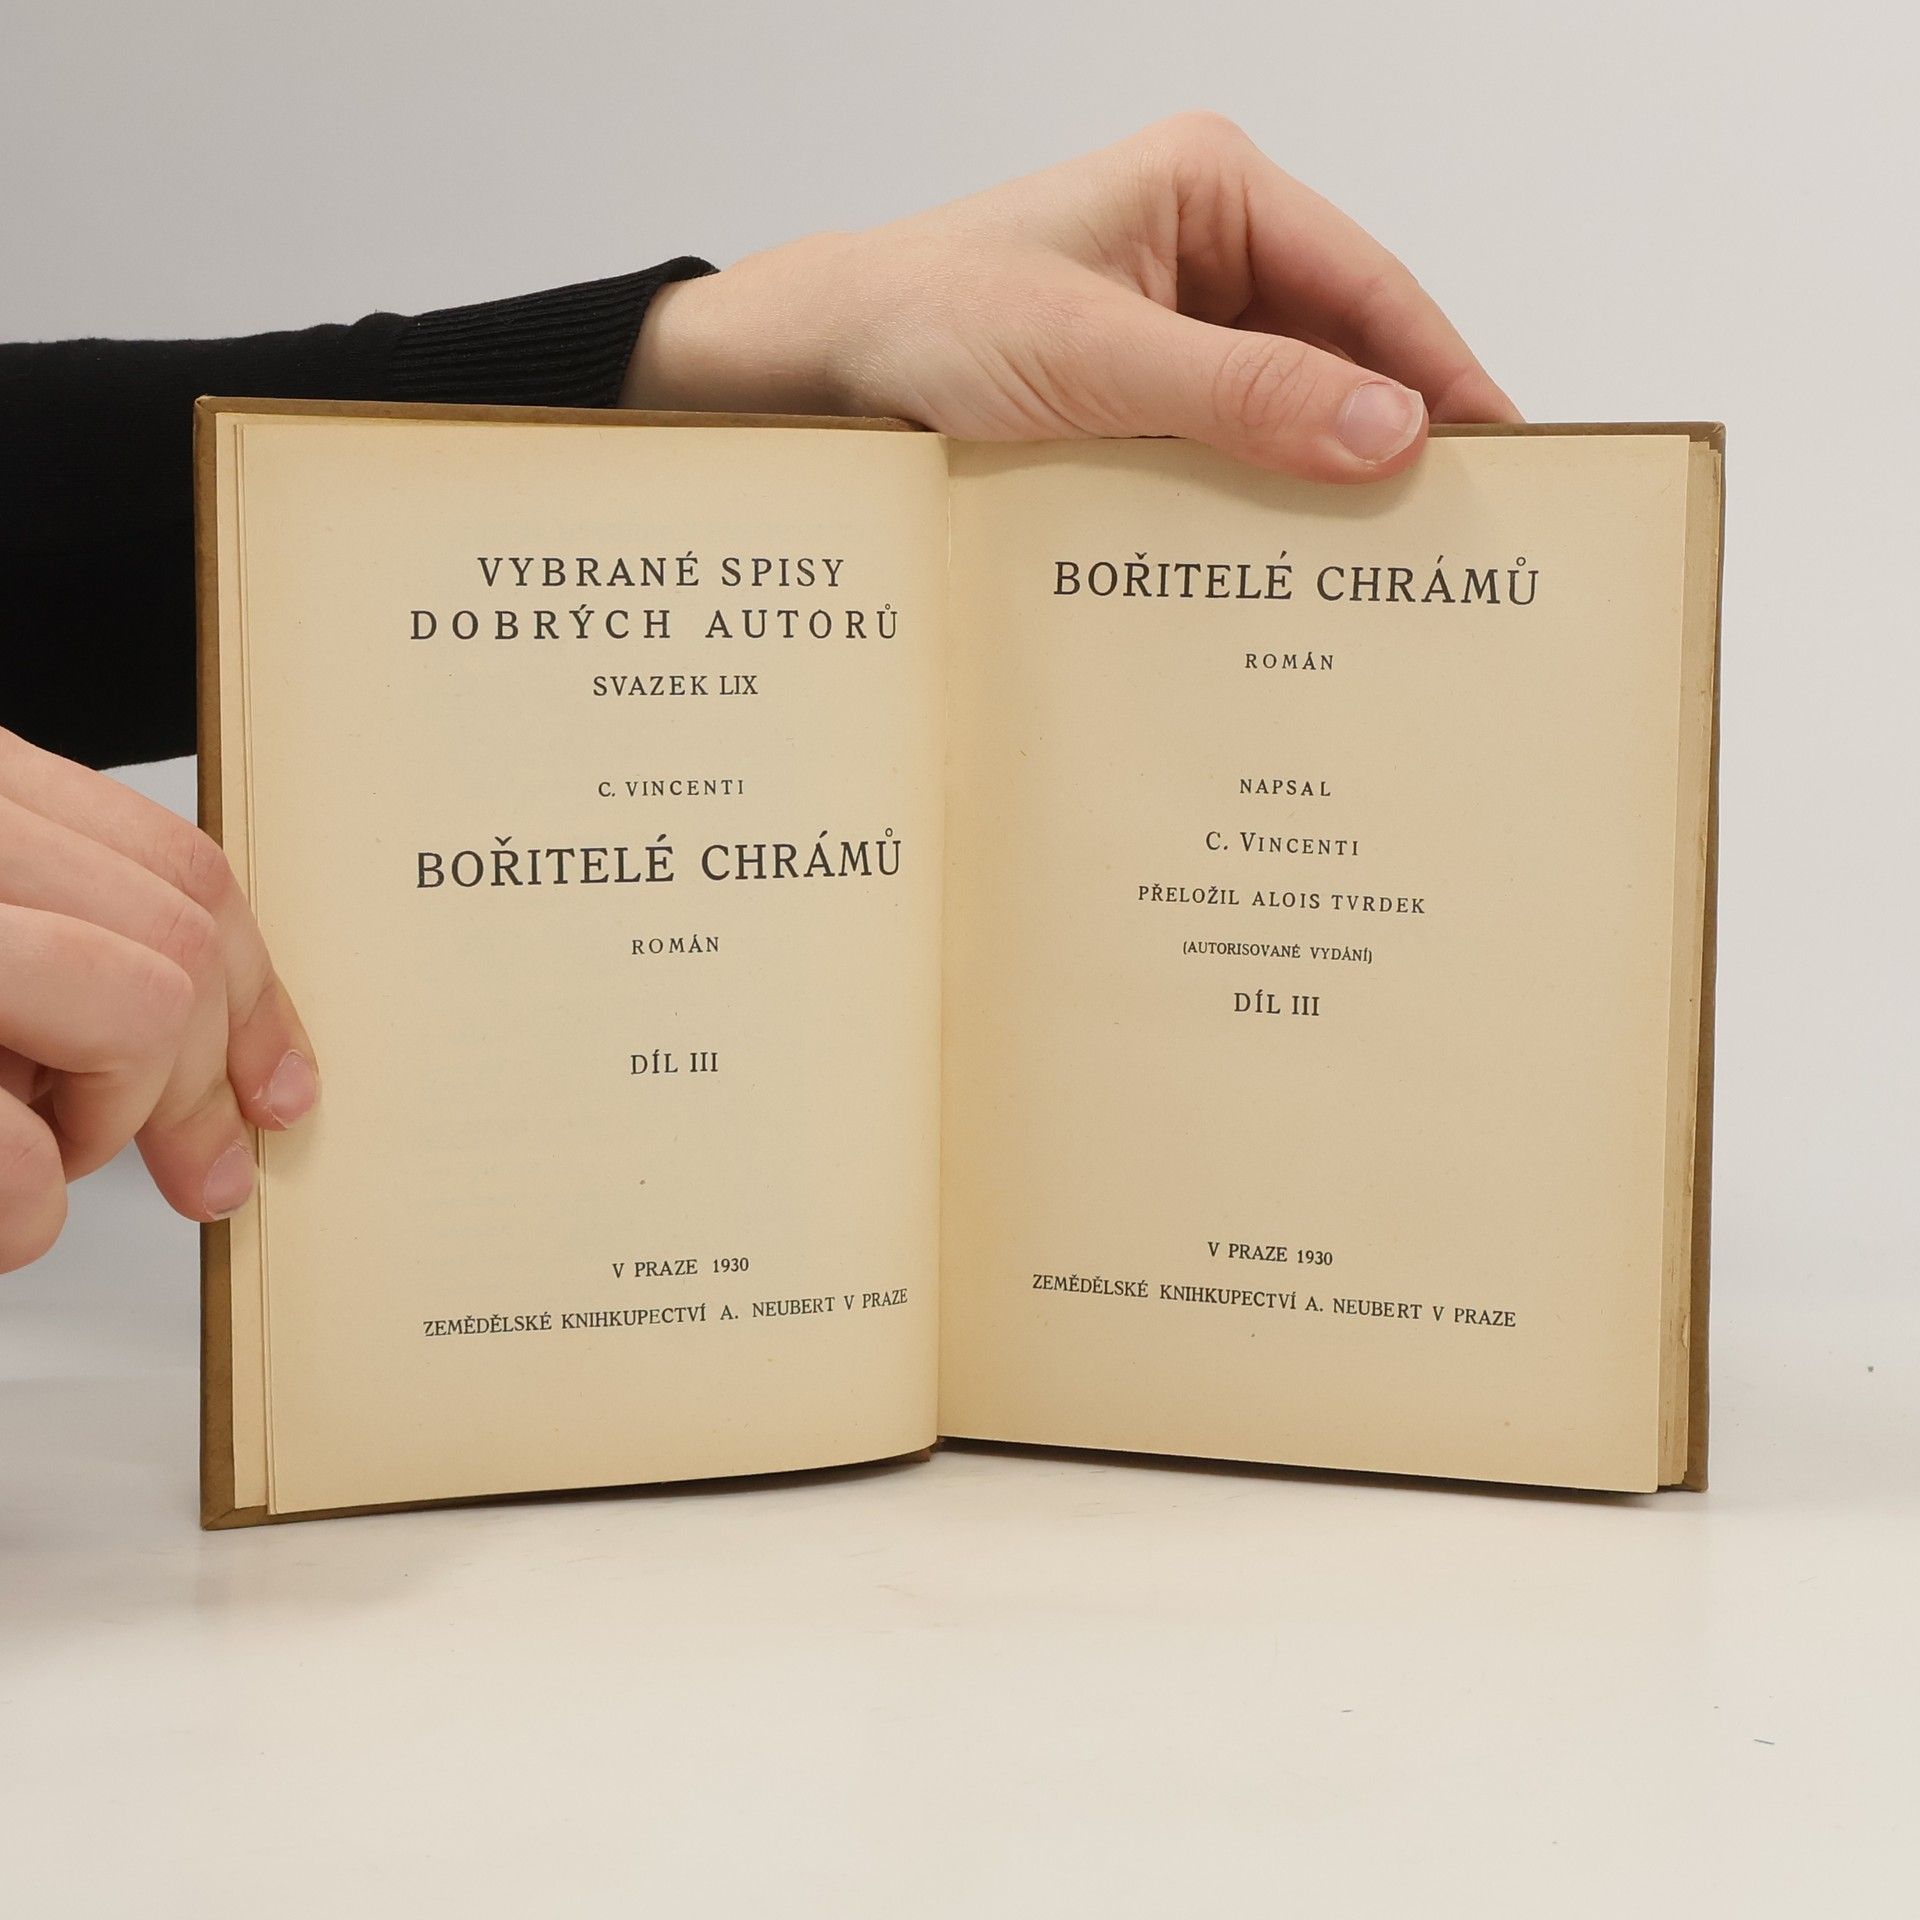 VYBRANÉ SPISY
DOBRÝCH AUTORŮ
SVAZEK LIX
C. VINCENTI
BOŘITELÉ CHRÁMŮ
ROMÁN
DÍL III
V PRAZE 1930
ZEMĚDĚLSKÉ KNIHKUPECTVÍ A. NEUBERT V PRAZE
BOŘITELÉ CHRÁMŮ
ROMÁN
NAPSAL
C. VINCENTI
PŘELOŽIL ALOIS TVRDEK
(AUTORISOVANÉ VYDÁNÍ)
DÍL III
V PRAZE 1930
ZEMĚDĚLSKÉ KNIHKUPECTVÍ A. NEUBERT V PRAZE